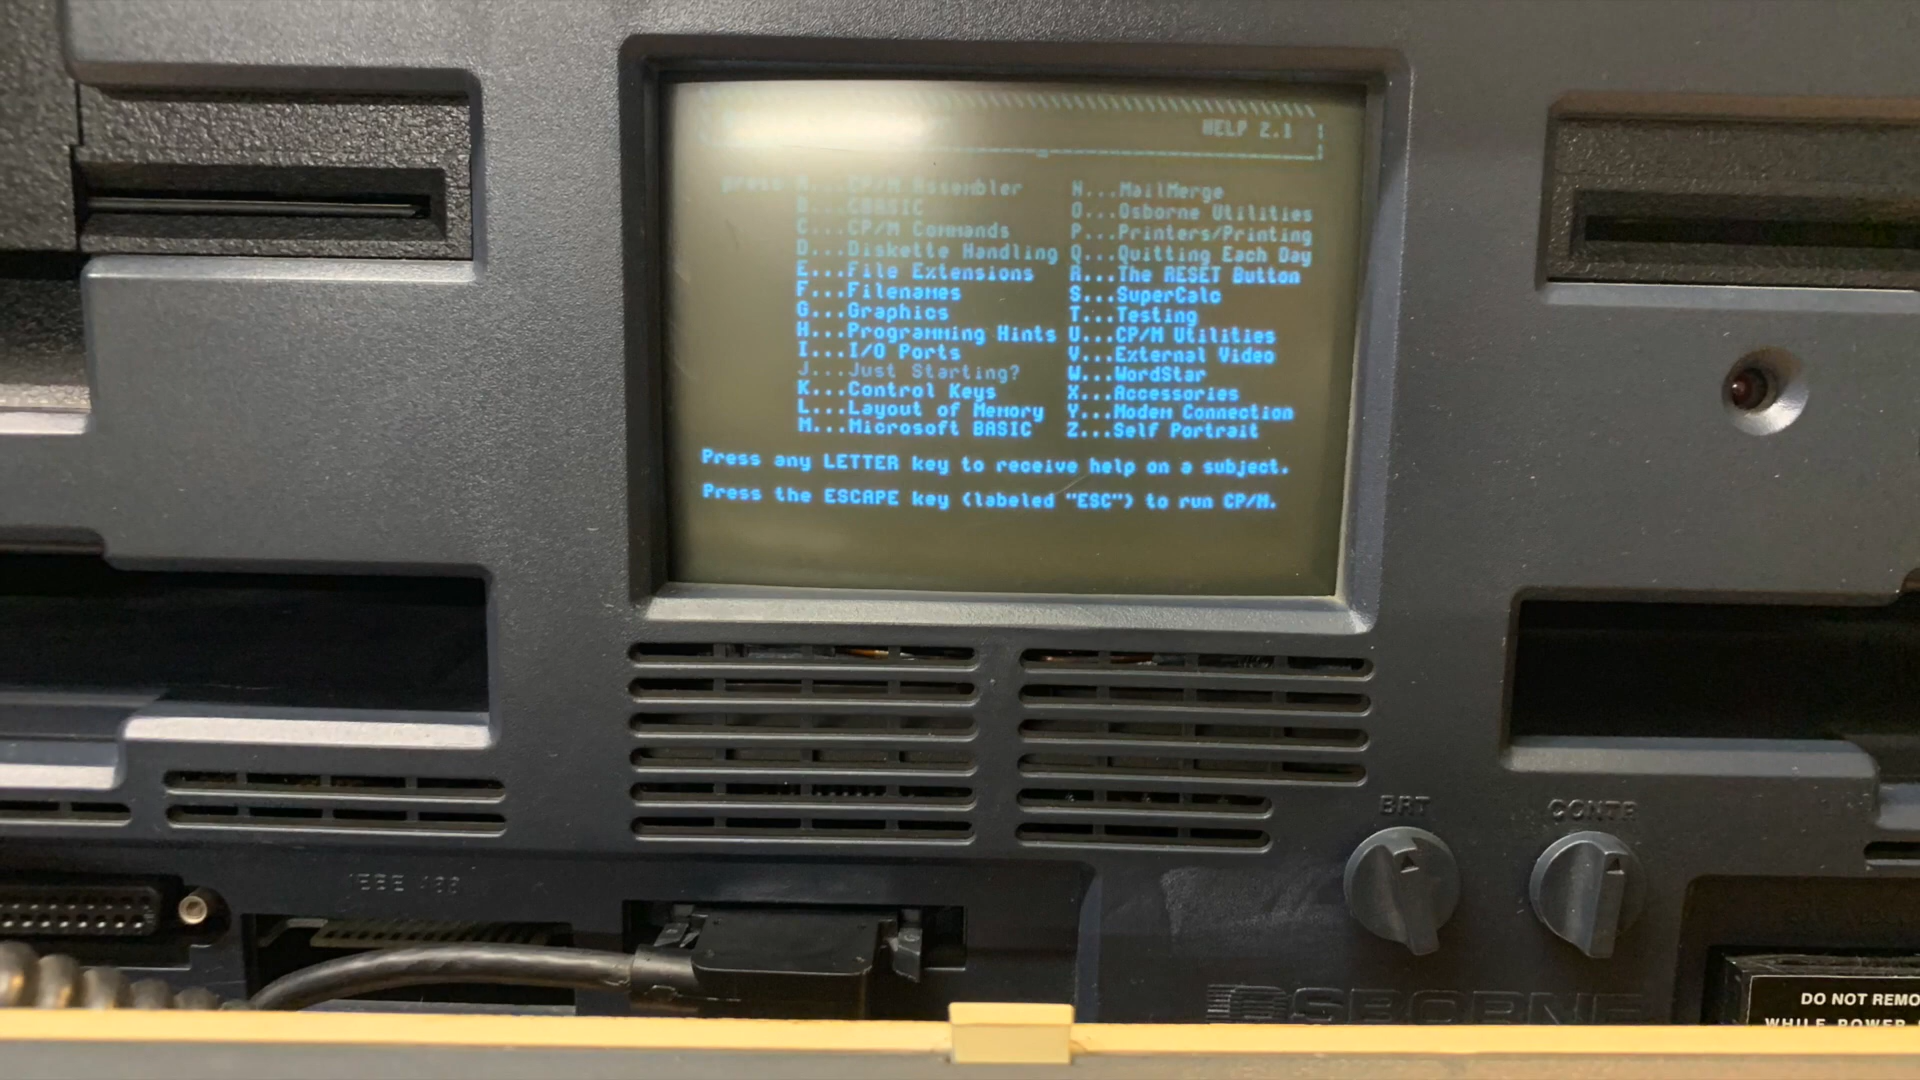 HELP 2.1
press A...CP/M Assembler N...MailMerge
B...CBASIC O...Osborne Utilities
C...CP/M Commands P...Printers/Printing
D...Diskette Handling Q...Quitting Each Day
E...File Extensions R...The RESET Button
F...Filenames S...SuperCalc
G...Graphics T...Testing
H...Programming Hints U...CP/M Utilities
I...I/O Ports V...External Video
J...Just Starting? W...WordStar
K...Control Keys X...Accessories
L...Layout of Memory Y...Modem Connection
M...Microsoft BASIC Z...Self Portrait
Press any LETTER key to receive help on a subject.
Press the ESCAPE key (labeled "ESC") to run CP/M.
BRT CONTR
IEEE 488
OSBORNE
DO NOT REMO
WHILE POWER